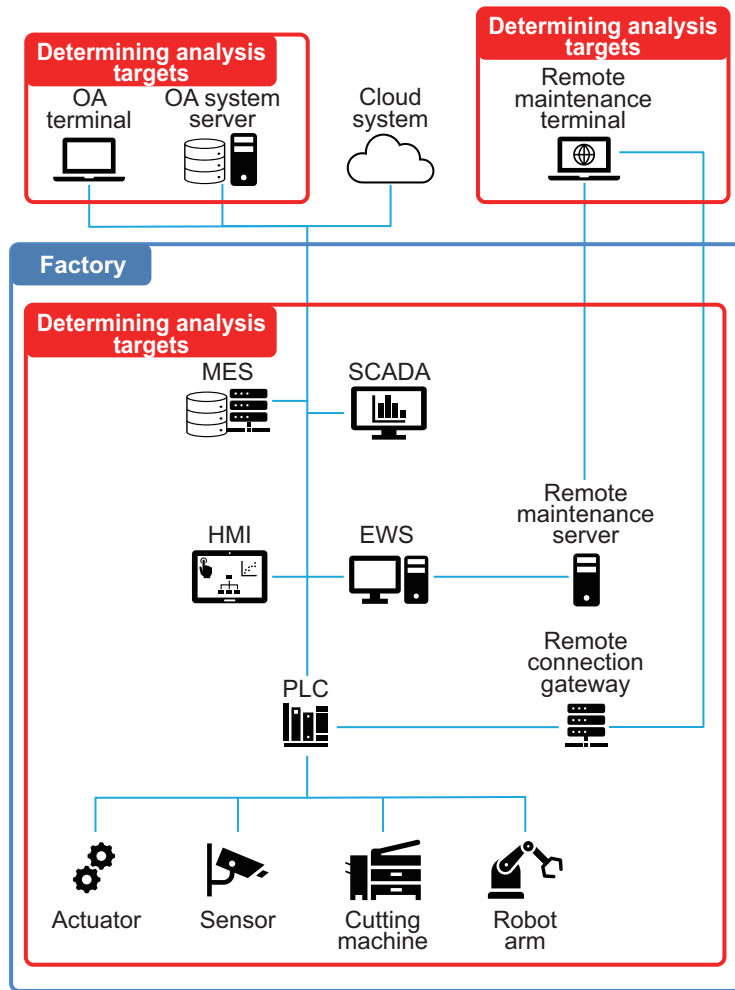 Determining analysis
targets
OA
terminal
OA system
server
Cloud
system
Determining analysis
targets
Remote
maintenance
terminal
Factory
Determining analysis
targets
MES
SCADA
HMI
EWS
Remote
maintenance
server
PLC
Remote
connection
gateway
Actuator
Sensor
Cutting
machine
Robot
arm